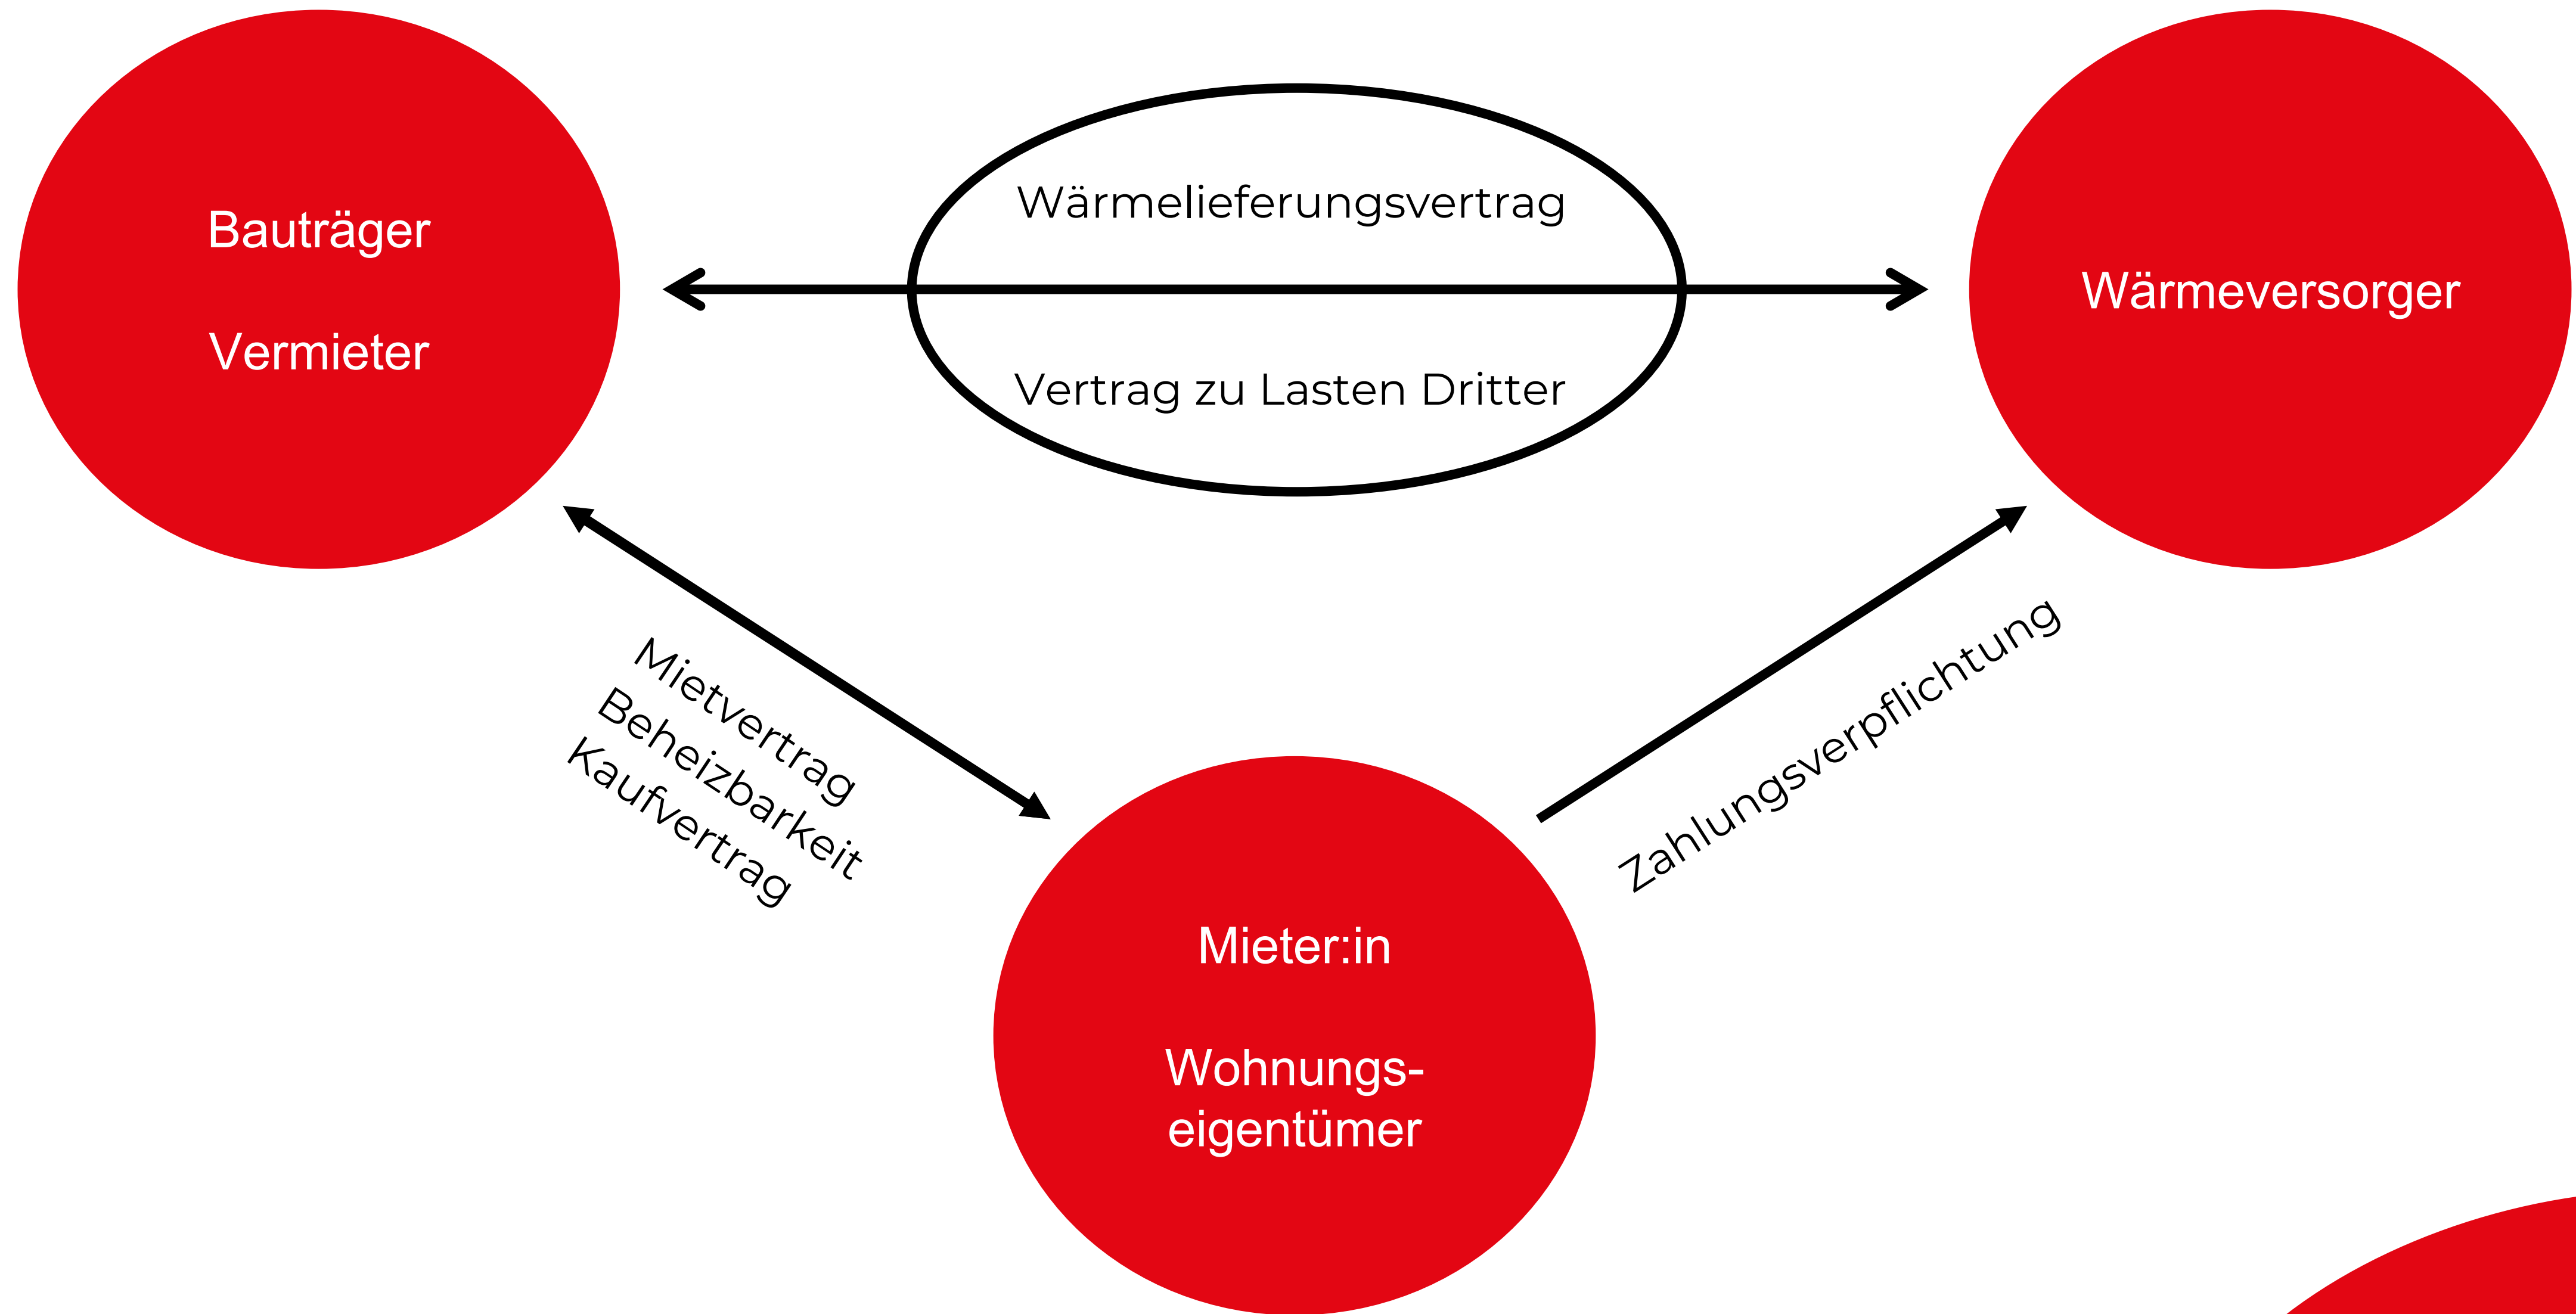 Bauträger
Vermieter
Wärmelieferungsvertrag
Vertrag zu Lasten Dritter
Wärmeversorger
Mietvertrag
Beheizbarkeit
Kaufvertrag
Zahlungsverpflichtung
Mieter:in
Wohnungs-
eigentümer